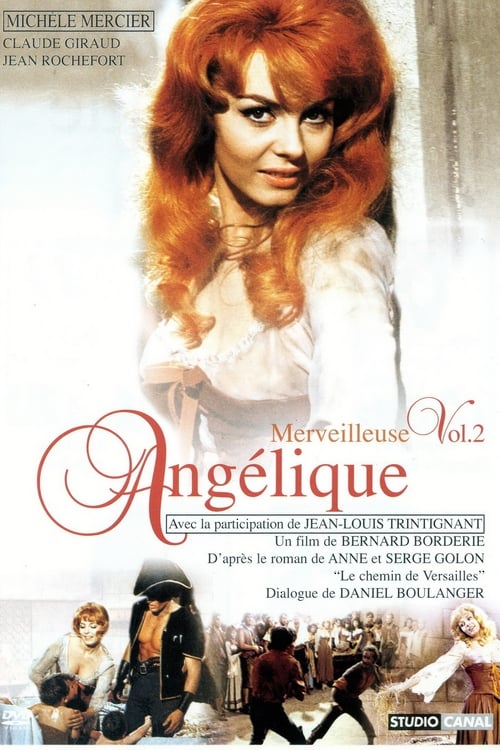 MICHÈLE MERCIER
CLAUDE GIRAUD
JEAN ROCHEFORT
Merveilleuse Vol.2
Angélique
Avec la participation de JEAN-LOUIS TRINTIGNANT
Un film de BERNARD BORDERIE
D'après le roman de ANNE et SERGE GOLON
“Le chemin de Versailles”
Dialogue de DANIEL BOULANGER
DVD
STUDIO CANAL